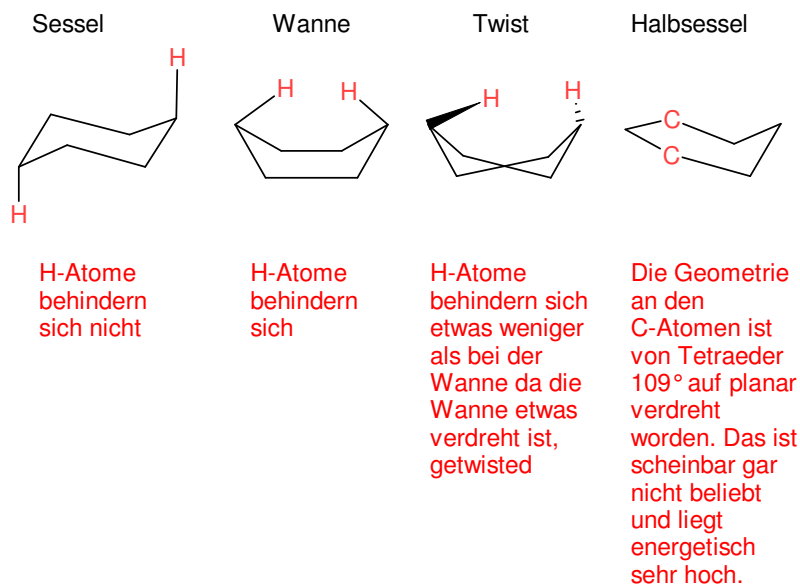 Sessel
Wanne
Twist
Halbsessel
H
H
H H
H
H
C
C
H-Atome
behindern
sich nicht
H-Atome
behindern
sich
H-Atome
behindern sich
etwas weniger
als bei der
Wanne da die
Wanne etwas
verdreht ist,
getwisted
Die Geometrie
an den
C-Atomen ist
von Tetraeder
109° auf planar
verdreht
worden. Das ist
scheinbar gar
nicht beliebt
und liegt
energetisch
sehr hoch.